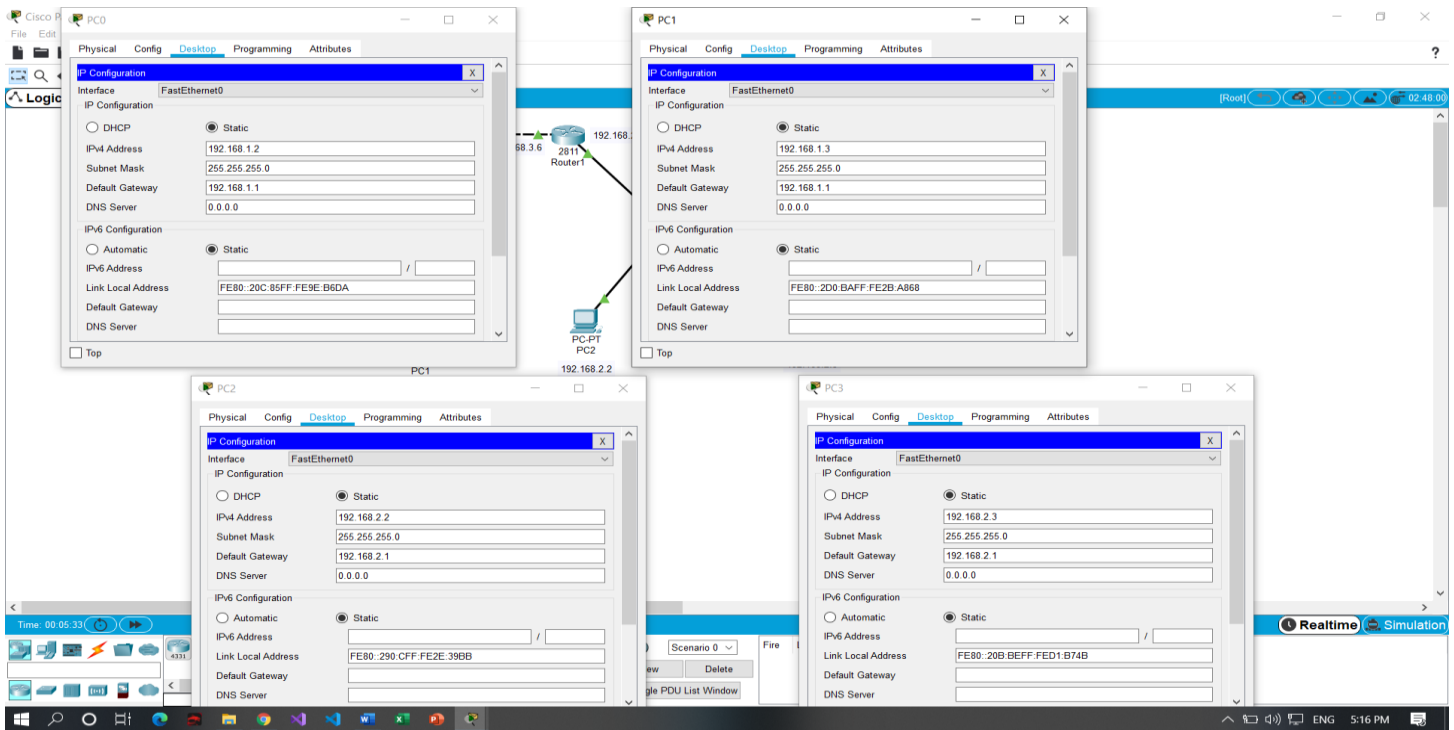 Cisco P
File Edit
?
Logic
[Root]
02:48:00
PC0
Physical Config Desktop Programming Attributes
IP Configuration X
Interface FastEthernet0
IP Configuration
DHCP Static
IPv4 Address 192.168.1.2
Subnet Mask 255.255.255.0
Default Gateway 192.168.1.1
DNS Server 0.0.0.0
IPv6 Configuration
Automatic Static
IPv6 Address /
Link Local Address FE80::20C:85FF:FE9E:B6DA
Default Gateway
DNS Server
Top
68.3.6
2811
Router1
192.168.
PC1
Physical Config Desktop Programming Attributes
IP Configuration X
Interface FastEthernet0
IP Configuration
DHCP Static
IPv4 Address 192.168.1.3
Subnet Mask 255.255.255.0
Default Gateway 192.168.1.1
DNS Server 0.0.0.0
IPv6 Configuration
Automatic Static
IPv6 Address /
Link Local Address FE80::2D0:BAFF:FE2B:A868
Default Gateway
DNS Server
Top
PC-PT
PC2
192.168.2.2
PC1
PC2
Physical Config Desktop Programming Attributes
IP Configuration X
Interface FastEthernet0
IP Configuration
DHCP Static
IPv4 Address 192.168.2.2
Subnet Mask 255.255.255.0
Default Gateway 192.168.2.1
DNS Server 0.0.0.0
IPv6 Configuration
Automatic Static
IPv6 Address /
Link Local Address FE80::290:CFF:FE2E:39BB
Default Gateway
DNS Server
PC3
Physical Config Desktop Programming Attributes
IP Configuration X
Interface FastEthernet0
IP Configuration
DHCP Static
IPv4 Address 192.168.2.3
Subnet Mask 255.255.255.0
Default Gateway 192.168.2.1
DNS Server 0.0.0.0
IPv6 Configuration
Automatic Static
IPv6 Address /
Link Local Address FE80::20B:BEFF:FED1:B74B
Default Gateway
DNS Server
Time: 00:05:33
Realtime Simulation
4331
Scenario 0
Fire
ew Delete
gle PDU List Window
ENG 5:16 PM